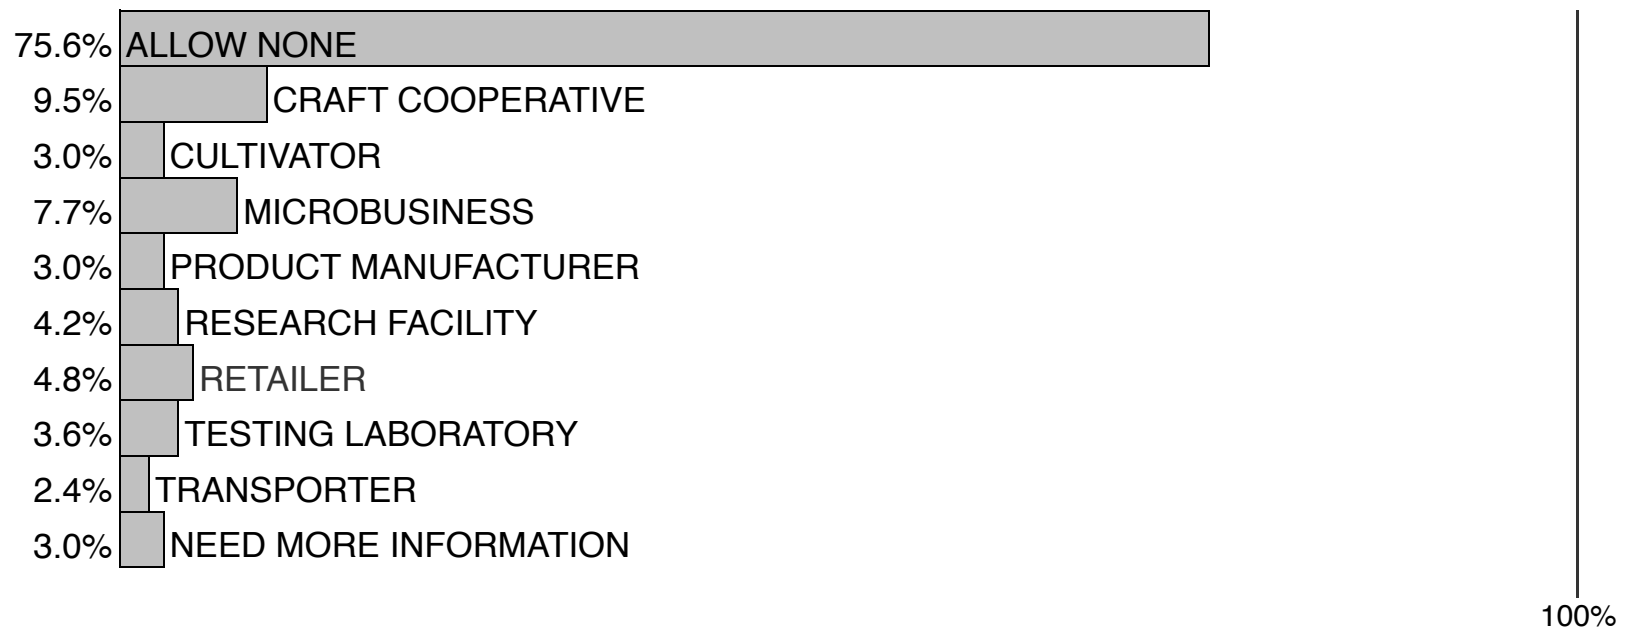 75.6% ALLOW NONE
9.5% CRAFT COOPERATIVE
3.0% CULTIVATOR
7.7% MICROBUSINESS
3.0% PRODUCT MANUFACTURER
4.2% RESEARCH FACILITY
4.8% RETAILER
3.6% TESTING LABORATORY
2.4% TRANSPORTER
3.0% NEED MORE INFORMATION
100%